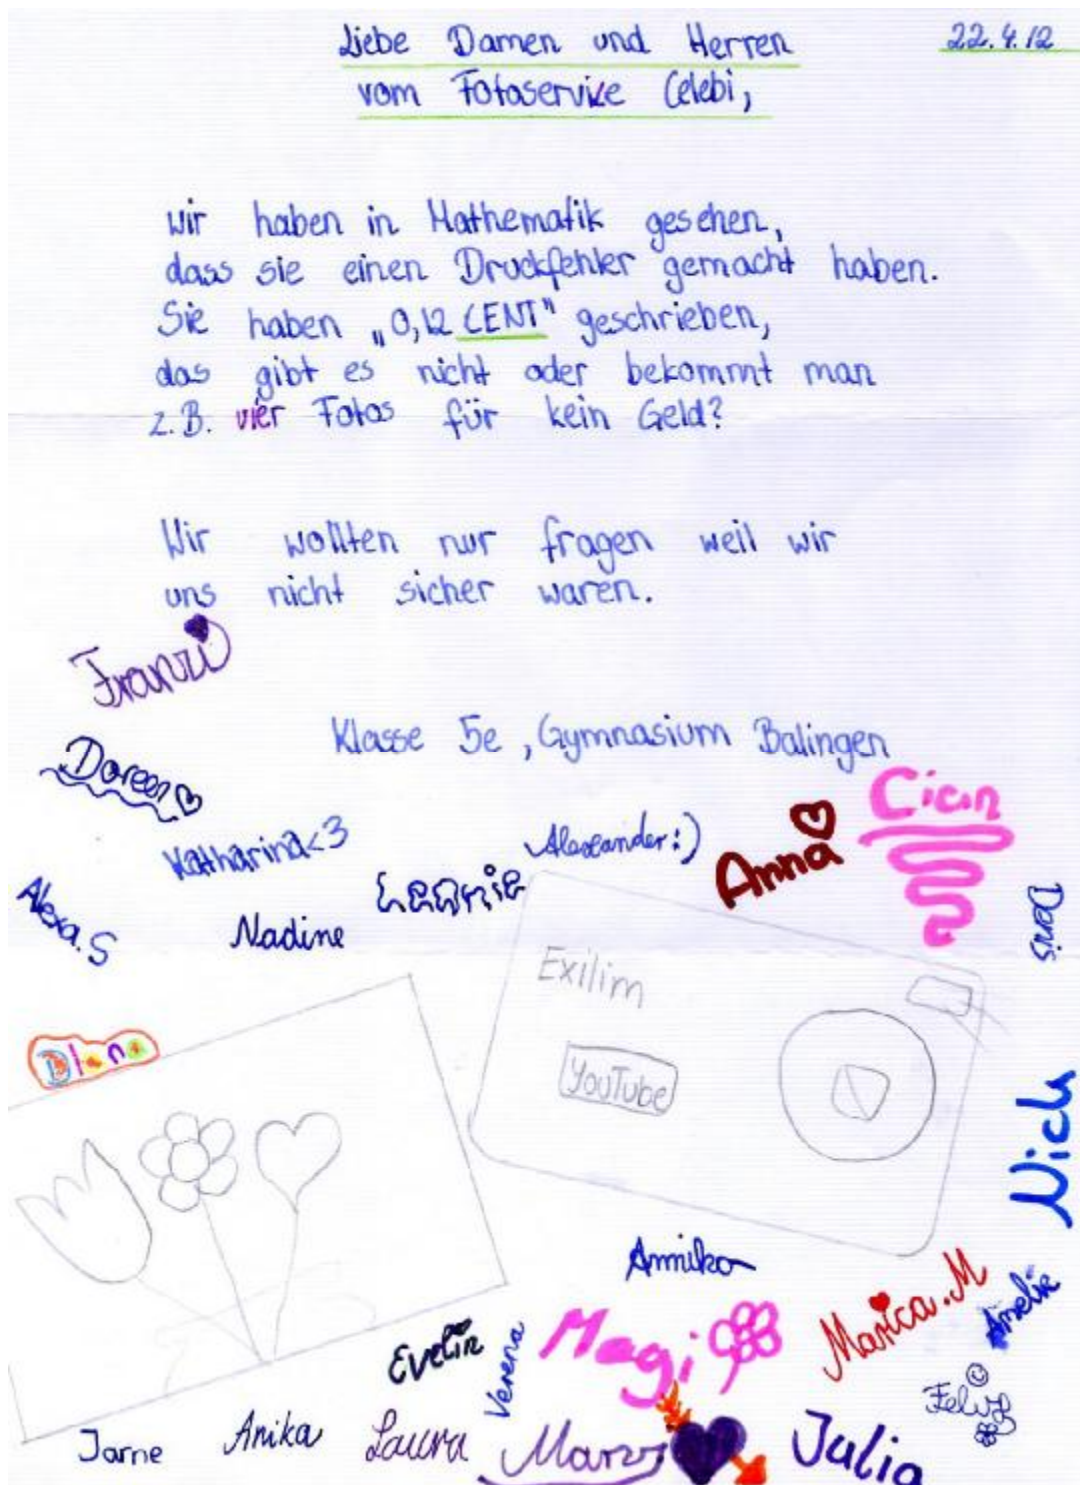 Liebe Damen und Herren
22.4.12
vom Fotoservice Celebi,
wir haben in Mathematik gesehen,
dass sie einen Druckfehler gemacht haben.
Sie haben „0,12 CENT" geschrieben,
das gibt es nicht oder bekommt man
z.B. vier Fotos für kein Geld?
Wir wollten nur fragen weil wir
uns nicht sicher waren.
Franzi
Klasse 5e, Gymnasium Balingen
Doreen
Cian
Katharina<3
Alexander:)
Anna
Leonie
Alexa.S
Nadine
Denis
Exilim
Diana
YouTube
Nick
Annika
Marica.M
Amelie
Evelin
Verena
Magi
Jarne
Anika
Laura
Julia